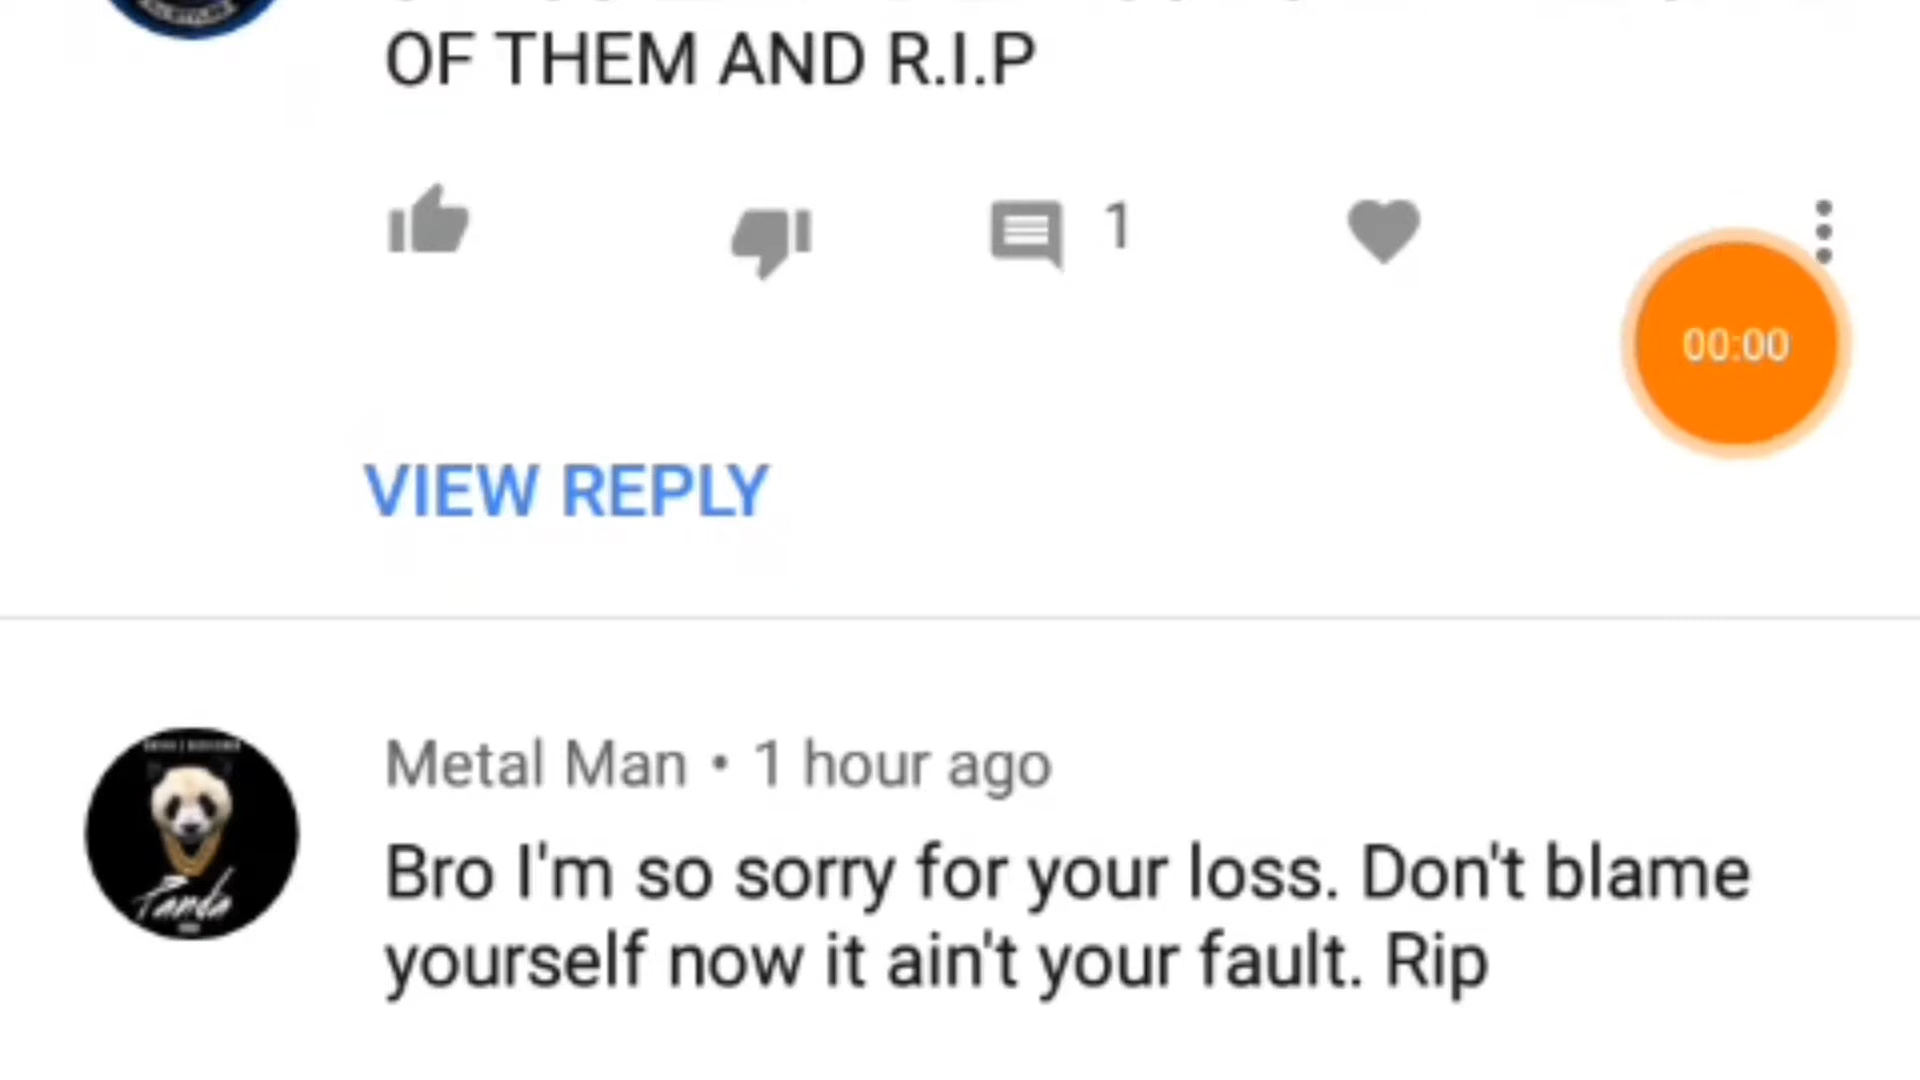 OF THEM AND R.I.P
1
00:00
VIEW REPLY
Metal Man • 1 hour ago
Panda
Bro I'm so sorry for your loss. Don't blame
yourself now it ain't your fault. Rip